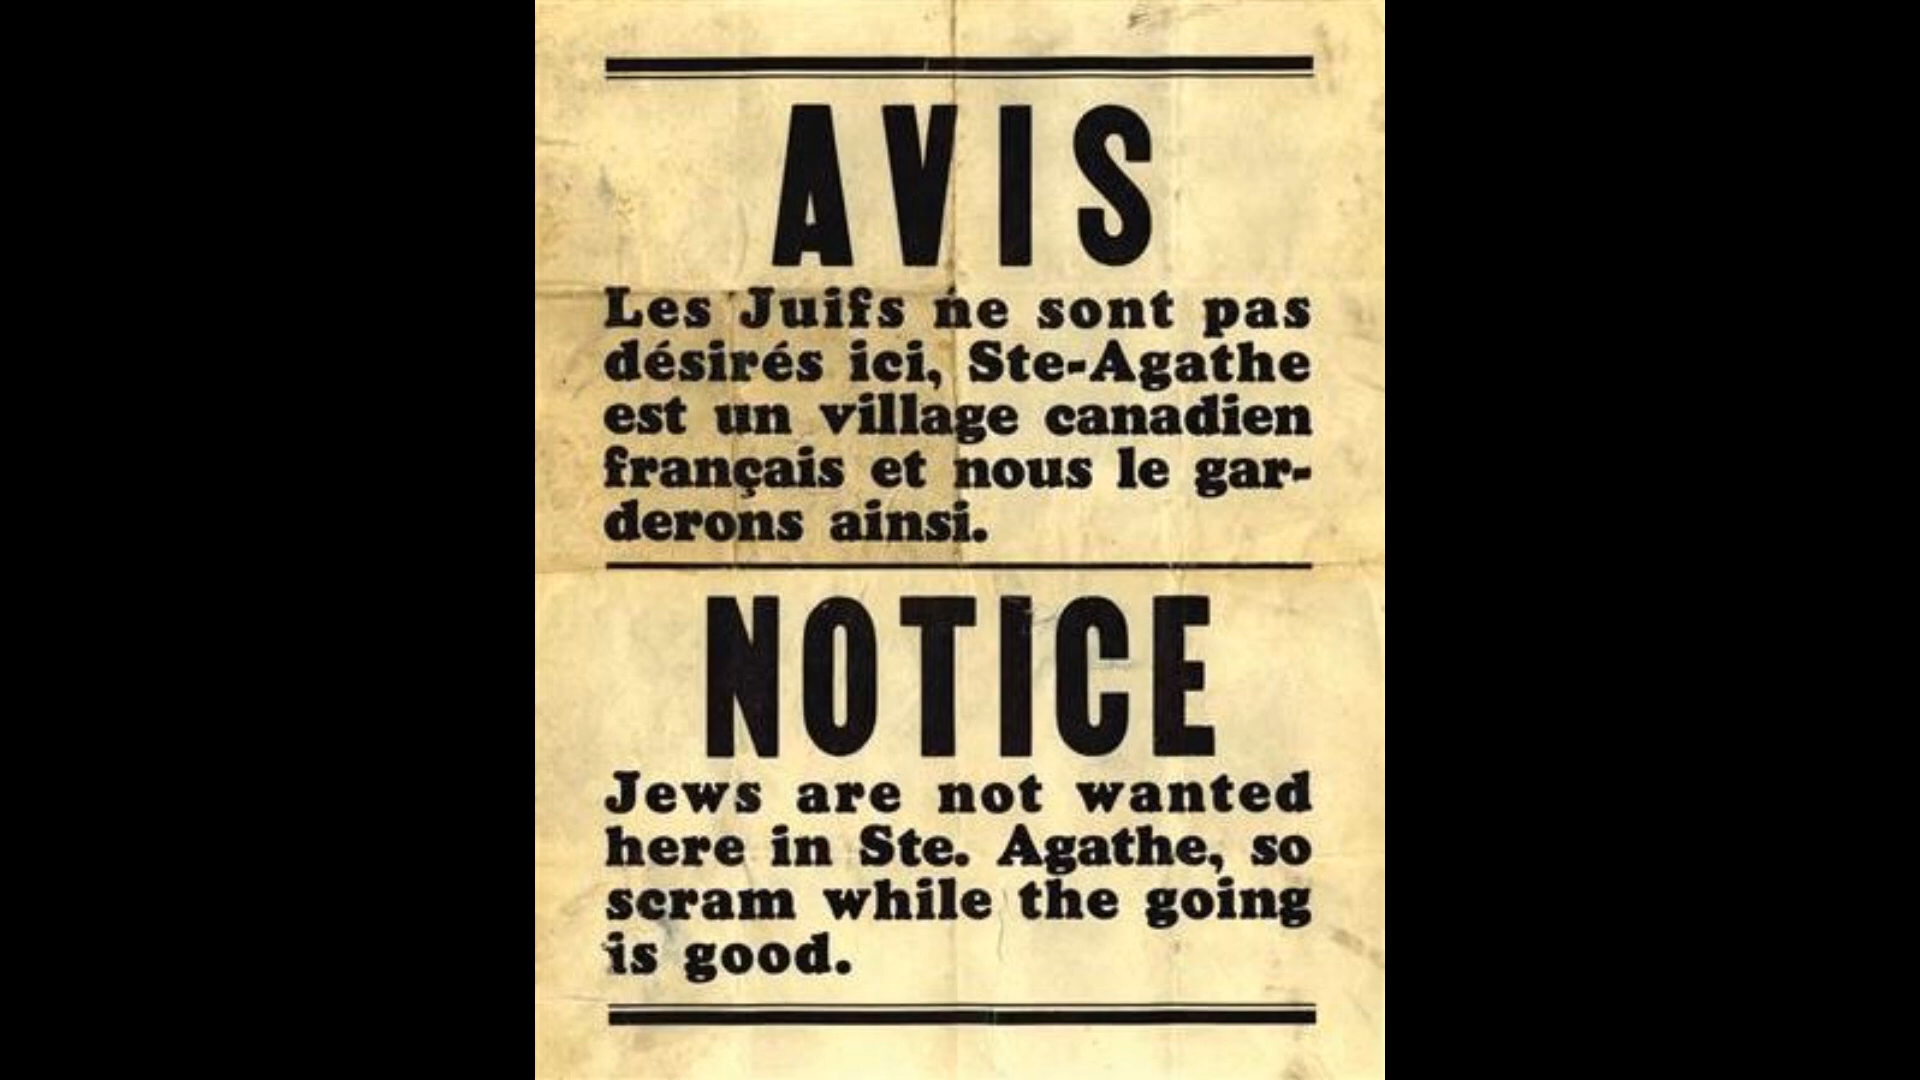 AVIS
Les Juifs ne sont pas
désirés ici, Ste-Agathe
est un village canadien
français et nous le gar-
derons ainsi.
NOTICE
Jews are not wanted
here in Ste. Agathe, so
scram while the going
is good.